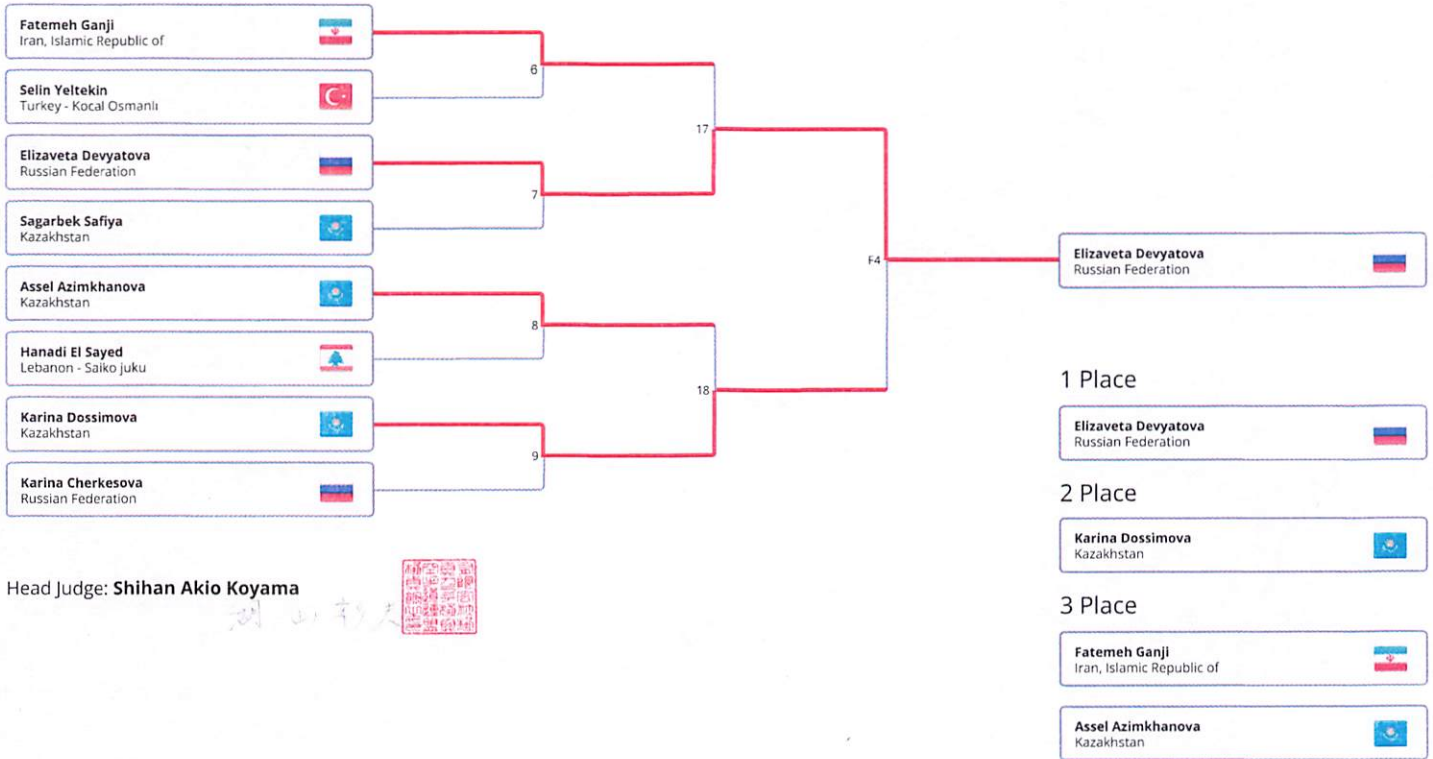 Fatemeh Ganji
Iran, Islamic Republic of
Selin Yeltekin
Turkey - Kocal Osmanlı
Elizaveta Devyatova
Russian Federation
Sagarbek Safiya
Kazakhstan
Assel Azimkhanova
Kazakhstan
Hanadi El Sayed
Lebanon - Saiko juku
Karina Dossimova
Kazakhstan
Karina Cherkesova
Russian Federation
6
7
8
9
17
18
F4
Elizaveta Devyatova
Russian Federation
1 Place
Elizaveta Devyatova
Russian Federation
2 Place
Karina Dossimova
Kazakhstan
3 Place
Fatemeh Ganji
Iran, Islamic Republic of
Assel Azimkhanova
Kazakhstan
Head Judge: Shihan Akio Koyama